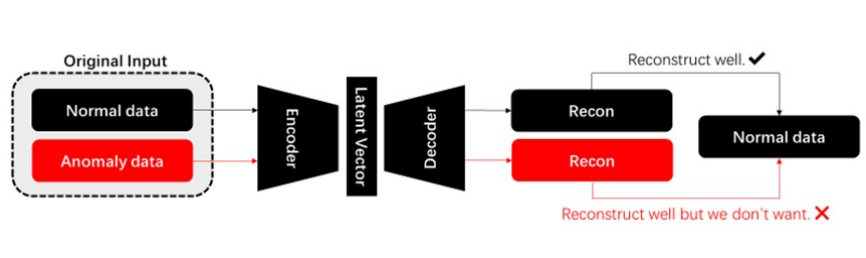 Original Input
Normal data
Anomaly data
Encoder
Latent Vector
Decoder
Recon
Recon
Reconstruct well. ✔
Normal data
Reconstruct well but we don't want. ✘